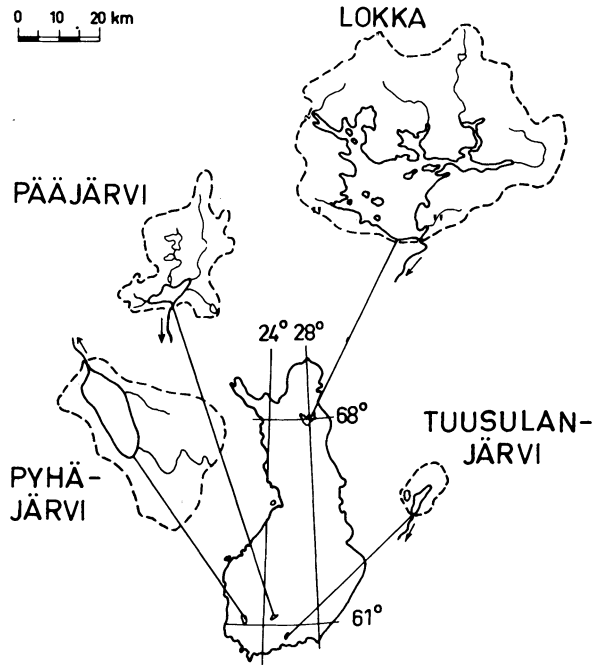 0 10 20 km
LOKKA
PÄÄJÄRVI
24° 28°
68°
TUUSULAN-
JÄRVI
PYHÄ-
JÄRVI
61°